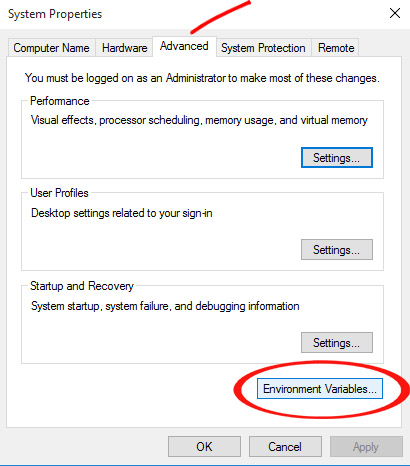 System Properties
Computer Name Hardware Advanced System Protection Remote
You must be logged on as an Administrator to make most of these changes.
Performance
Visual effects, processor scheduling, memory usage, and virtual memory
Settings...
User Profiles
Desktop settings related to your sign-in
Settings...
Startup and Recovery
System startup, system failure, and debugging information
Settings...
Environment Variables...
OK Cancel Apply